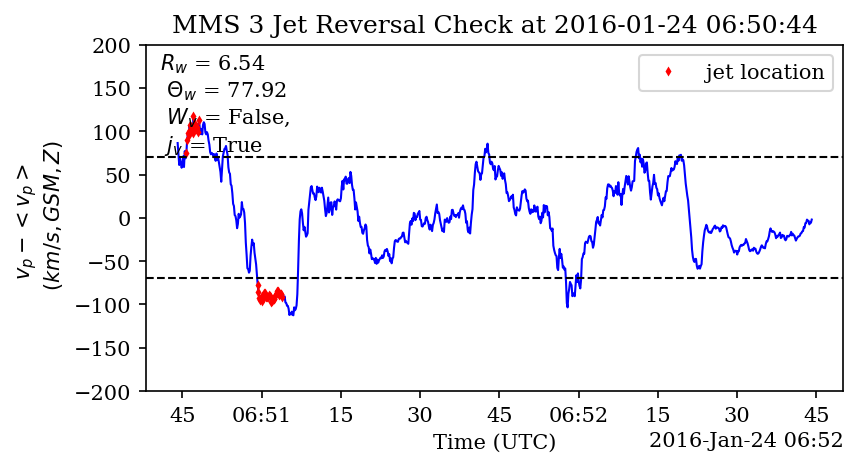 MMS 3 Jet Reversal Check at 2016-01-24 06:50:44
R_w = 6.54
Θ_w = 77.92
W_v = False,
j_v = True
jet location
200
150
100
50
0
−50
−100
−150
−200
v_p − < v_p >
(km/s, GSM, Z)
45 06:51 15 30 45 06:52 15 30 45
Time (UTC)
2016-Jan-24 06:52